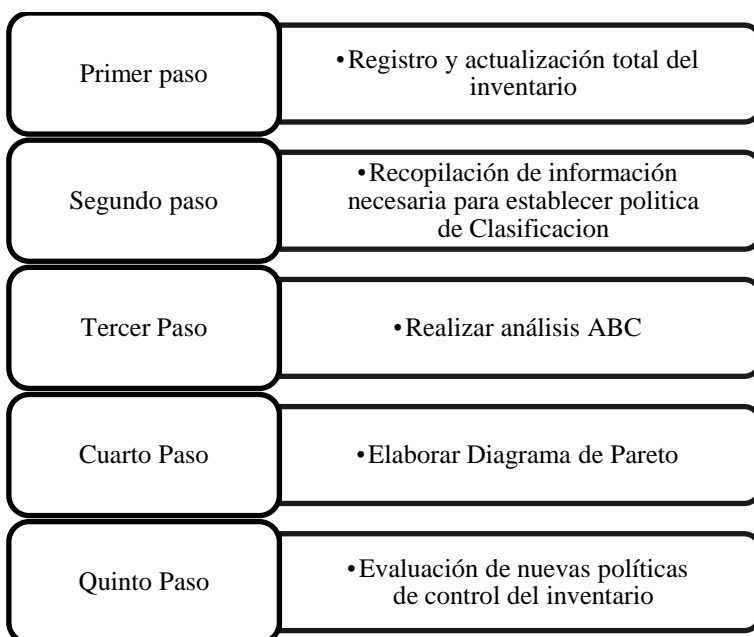 Primer paso
•Registro y actualización total del
inventario
Segundo paso
•Recopilación de información
necesaria para establecer politica
de Clasificacion
Tercer Paso
•Realizar análisis ABC
Cuarto Paso
•Elaborar Diagrama de Pareto
Quinto Paso
•Evaluación de nuevas políticas
de control del inventario